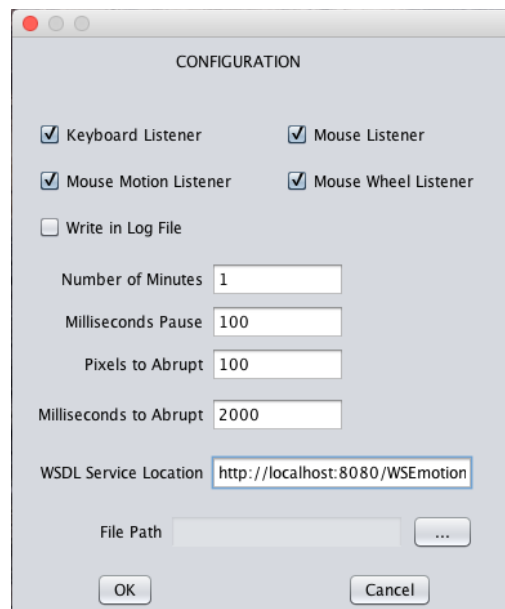 CONFIGURATION
Keyboard Listener Mouse Listener
Mouse Motion Listener Mouse Wheel Listener
Write in Log File
Number of Minutes 1
Milliseconds Pause 100
Pixels to Abrupt 100
Milliseconds to Abrupt 2000
WSDL Service Location http://localhost:8080/WSEmotion
File Path ...
OK Cancel